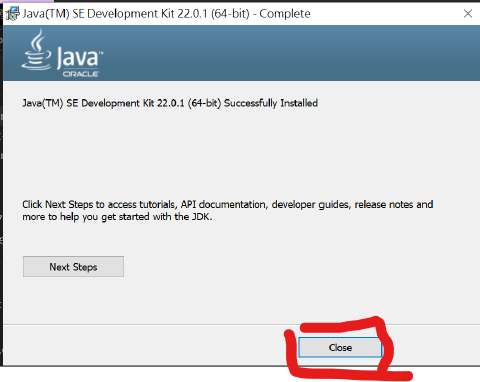 Java(TM) SE Development Kit 22.0.1 (64-bit) - Complete
Java™
ORACLE
Java(TM) SE Development Kit 22.0.1 (64-bit) Successfully Installed
Click Next Steps to access tutorials, API documentation, developer guides, release notes and
more to help you get started with the JDK.
Next Steps
Close